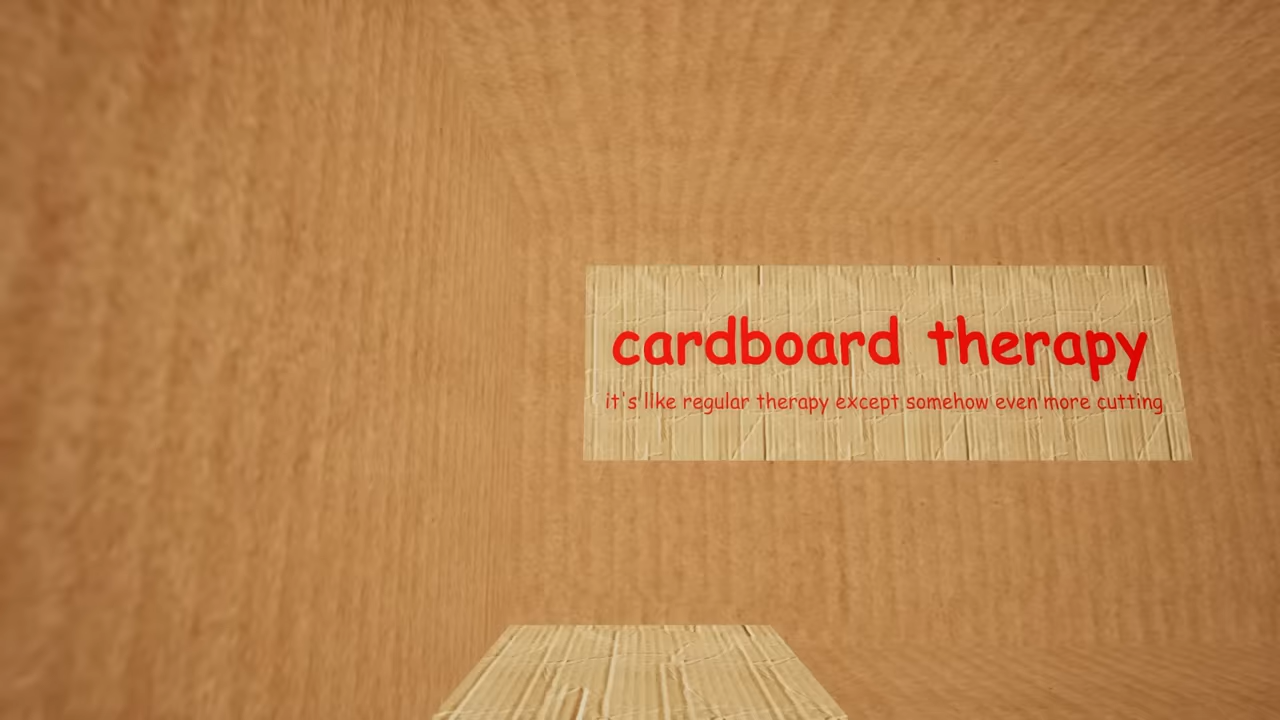 cardboard therapy
it's like regular therapy except somehow even more cutting